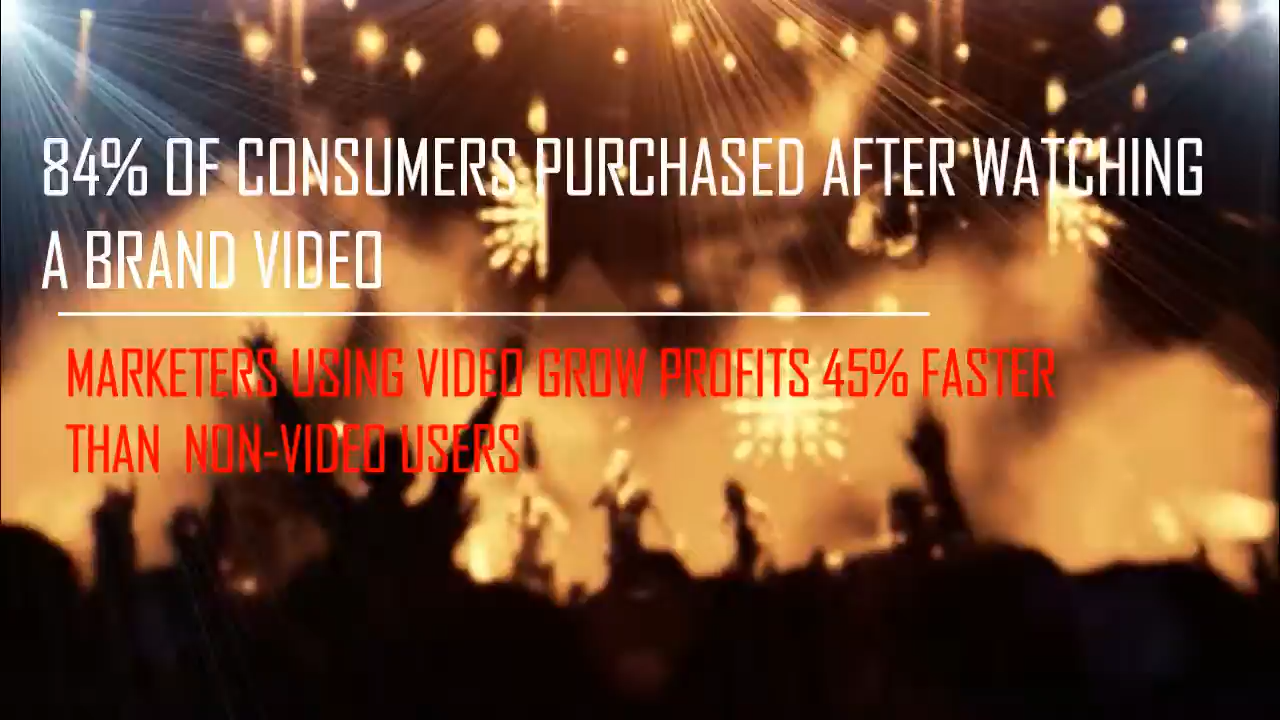 84% OF CONSUMERS PURCHASED AFTER WATCHING
A BRAND VIDEO
MARKETERS USING VIDEO GROW PROFITS 45% FASTER
THAN NON-VIDEO USERS